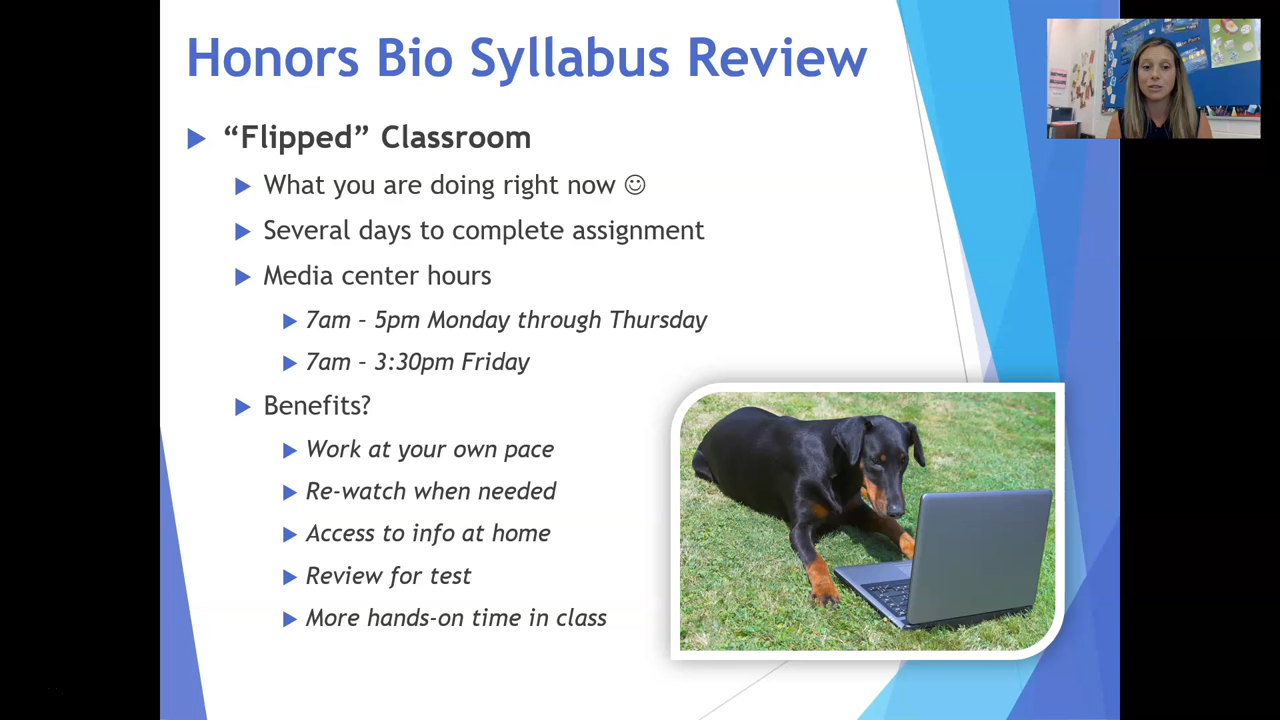 Honors Bio Syllabus Review
“Flipped” Classroom
What you are doing right now ☺
Several days to complete assignment
Media center hours
7am – 5pm Monday through Thursday
7am – 3:30pm Friday
Benefits?
Work at your own pace
Re-watch when needed
Access to info at home
Review for test
More hands-on time in class